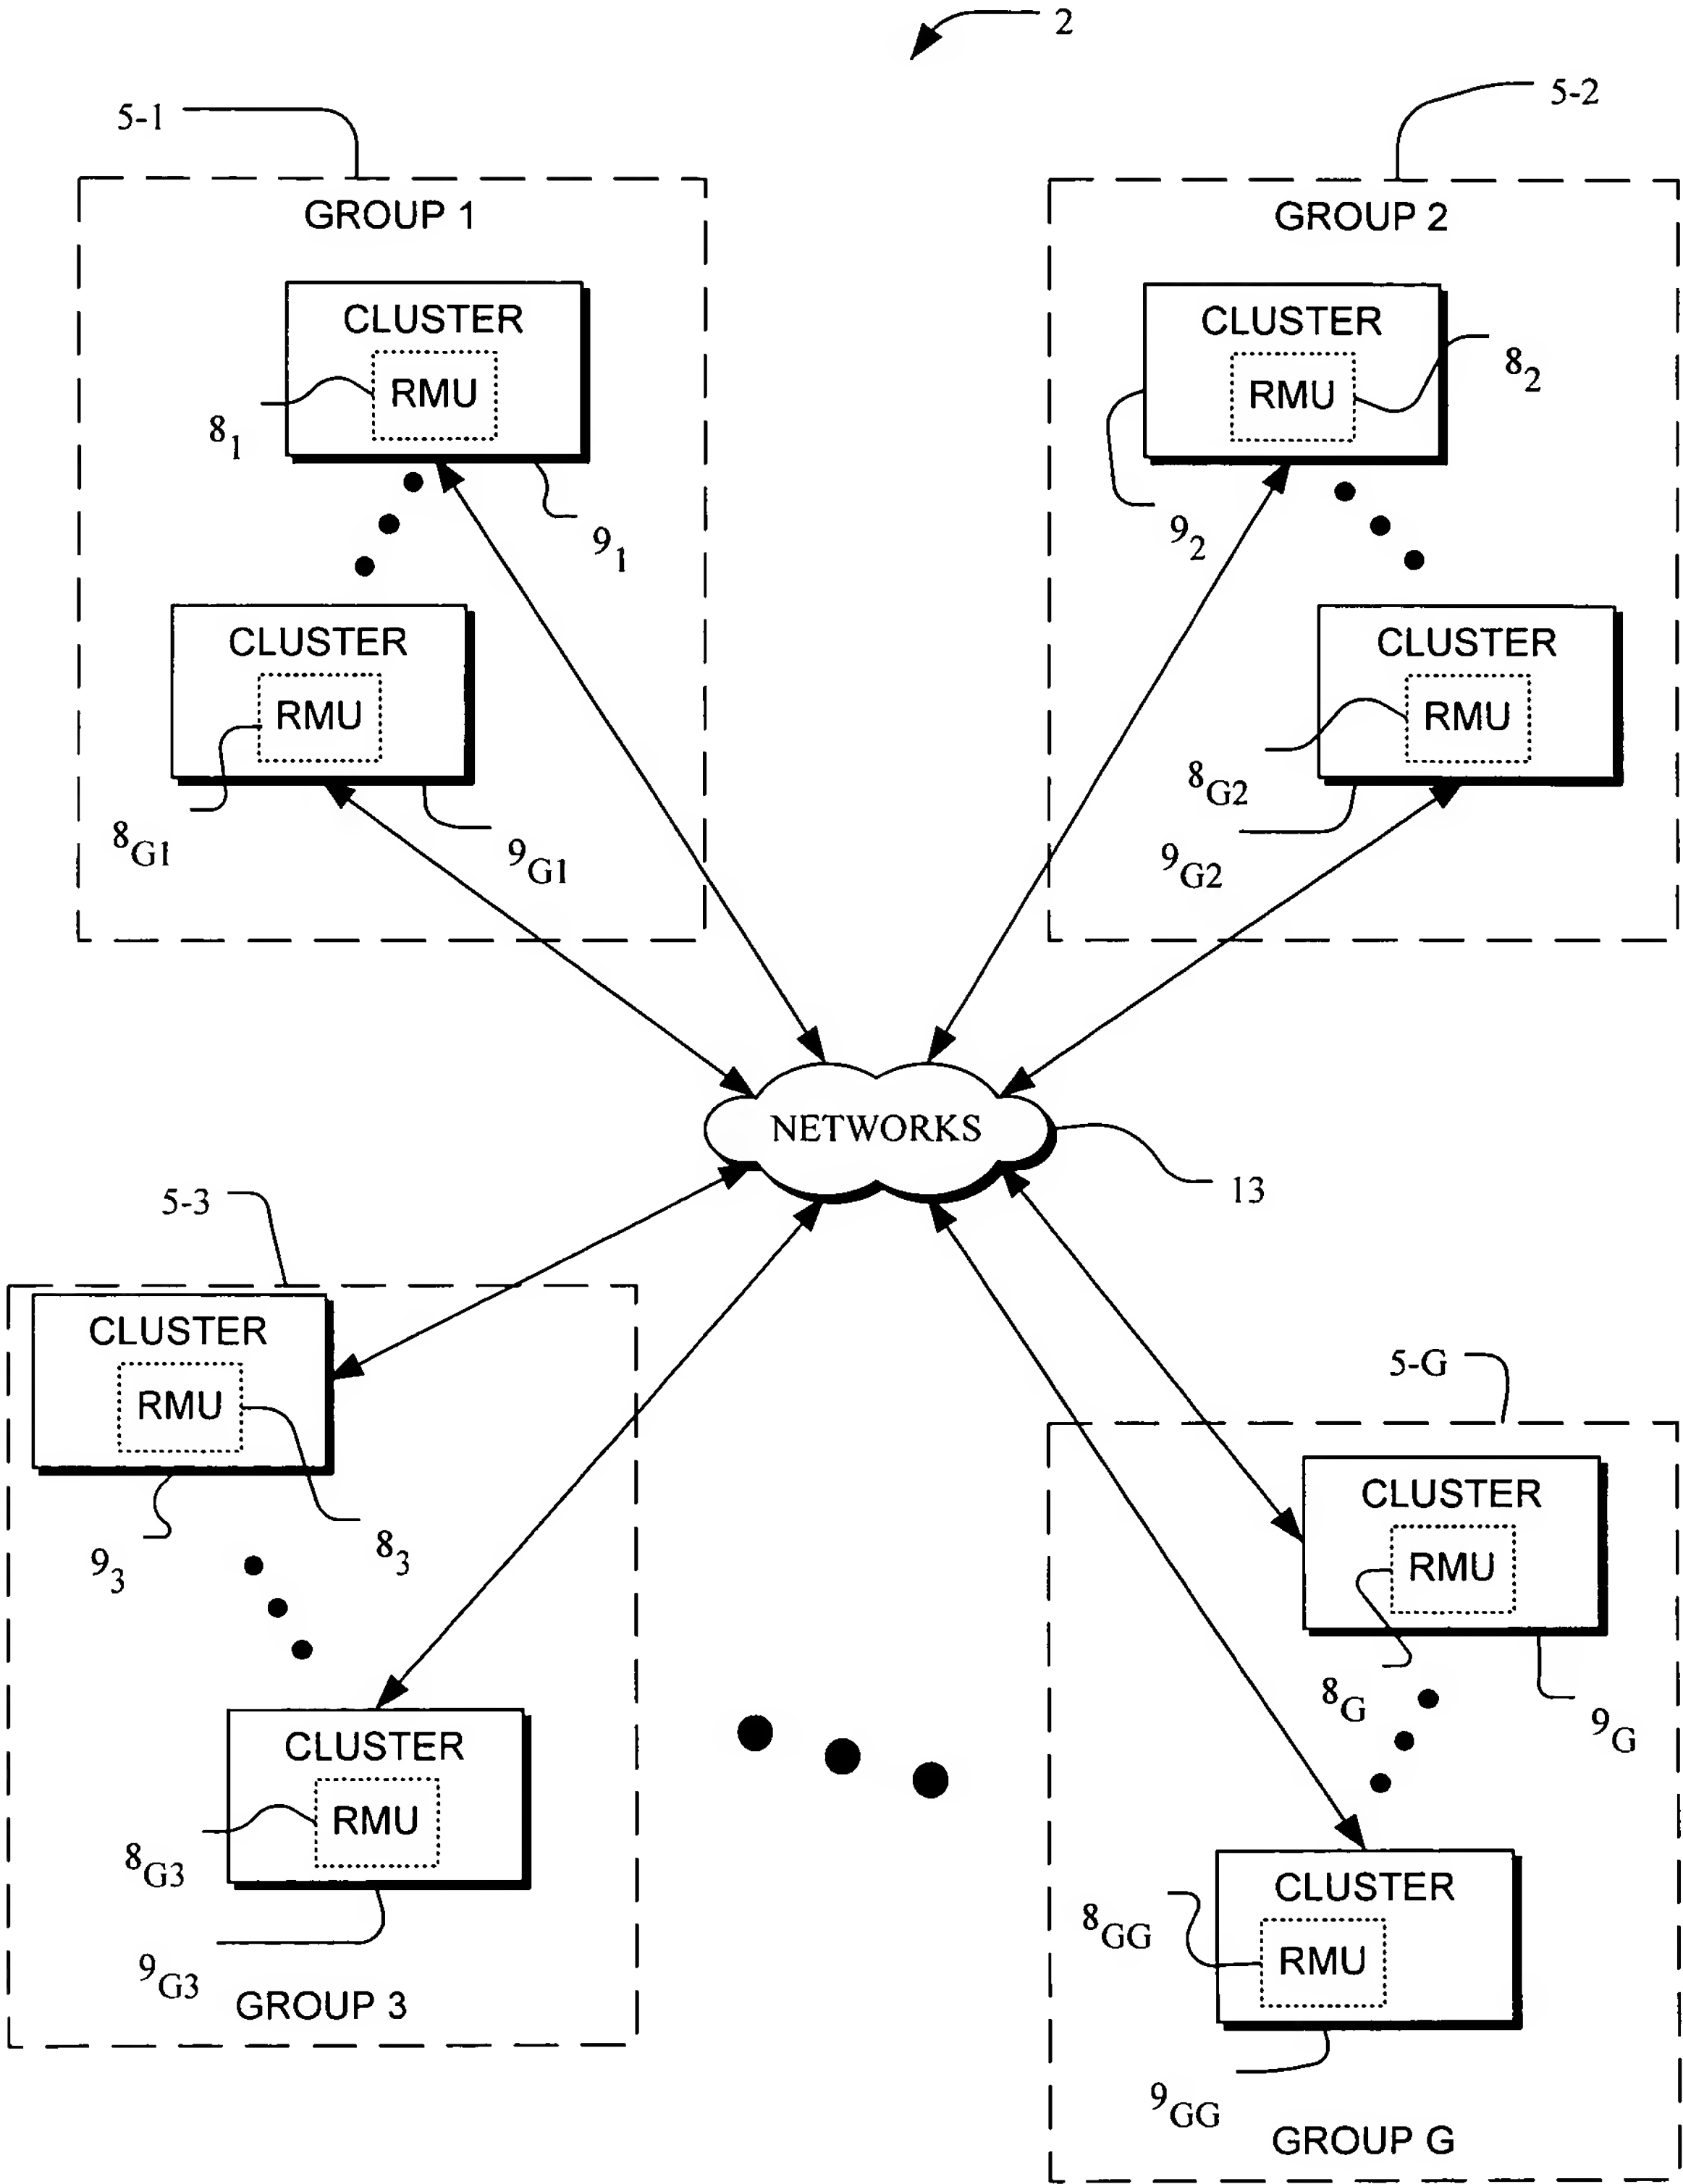 2
5-1
5-2
GROUP 1
GROUP 2
CLUSTER
RMU
8₁
9₁
CLUSTER
RMU
8₂
9₂
CLUSTER
RMU
8G1
9G1
CLUSTER
RMU
8G2
9G2
NETWORKS
13
5-3
CLUSTER
RMU
9₃
8₃
5-G
CLUSTER
RMU
8G
9G
CLUSTER
RMU
8G3
9G3
GROUP 3
CLUSTER
RMU
8GG
9GG
GROUP G